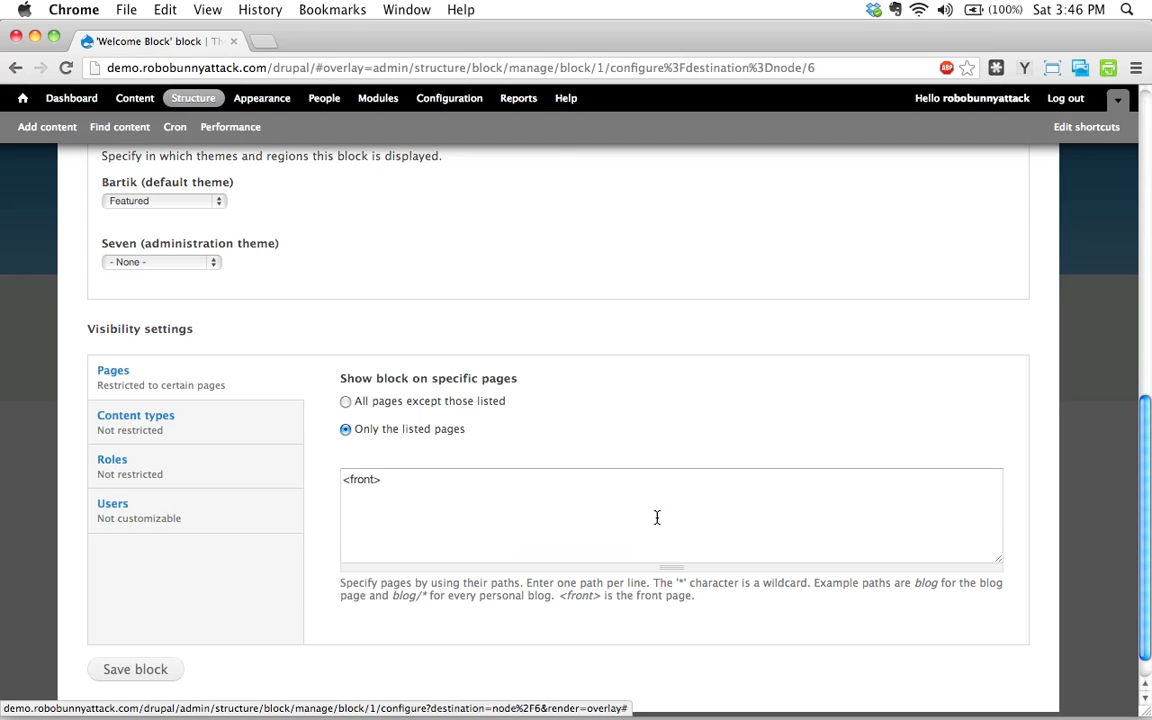 Chrome File Edit View History Bookmarks Window Help (100%) Sat 3:46 PM
'Welcome Block' block | Th
demo.robobunnyattack.com/drupal/#overlay=admin/structure/block/manage/block/1/configure%3Fdestination%3Dnode/6
Dashboard Content Structure Appearance People Modules Configuration Reports Help Hello robobunnyattack Log out
Add content Find content Cron Performance Edit shortcuts
Specify in which themes and regions this block is displayed.
Bartik (default theme)
Featured
Seven (administration theme)
- None -
Visibility settings
Pages
Restricted to certain pages
Content types
Not restricted
Roles
Not restricted
Users
Not customizable
Show block on specific pages
All pages except those listed
Only the listed pages
<front>
Specify pages by using their paths. Enter one path per line. The '*' character is a wildcard. Example paths are blog for the blog
page and blog/* for every personal blog. <front> is the front page.
Save block
demo.robobunnyattack.com/drupal/admin/structure/block/manage/block/1/configure?destination=node%2F6&render=overlay#